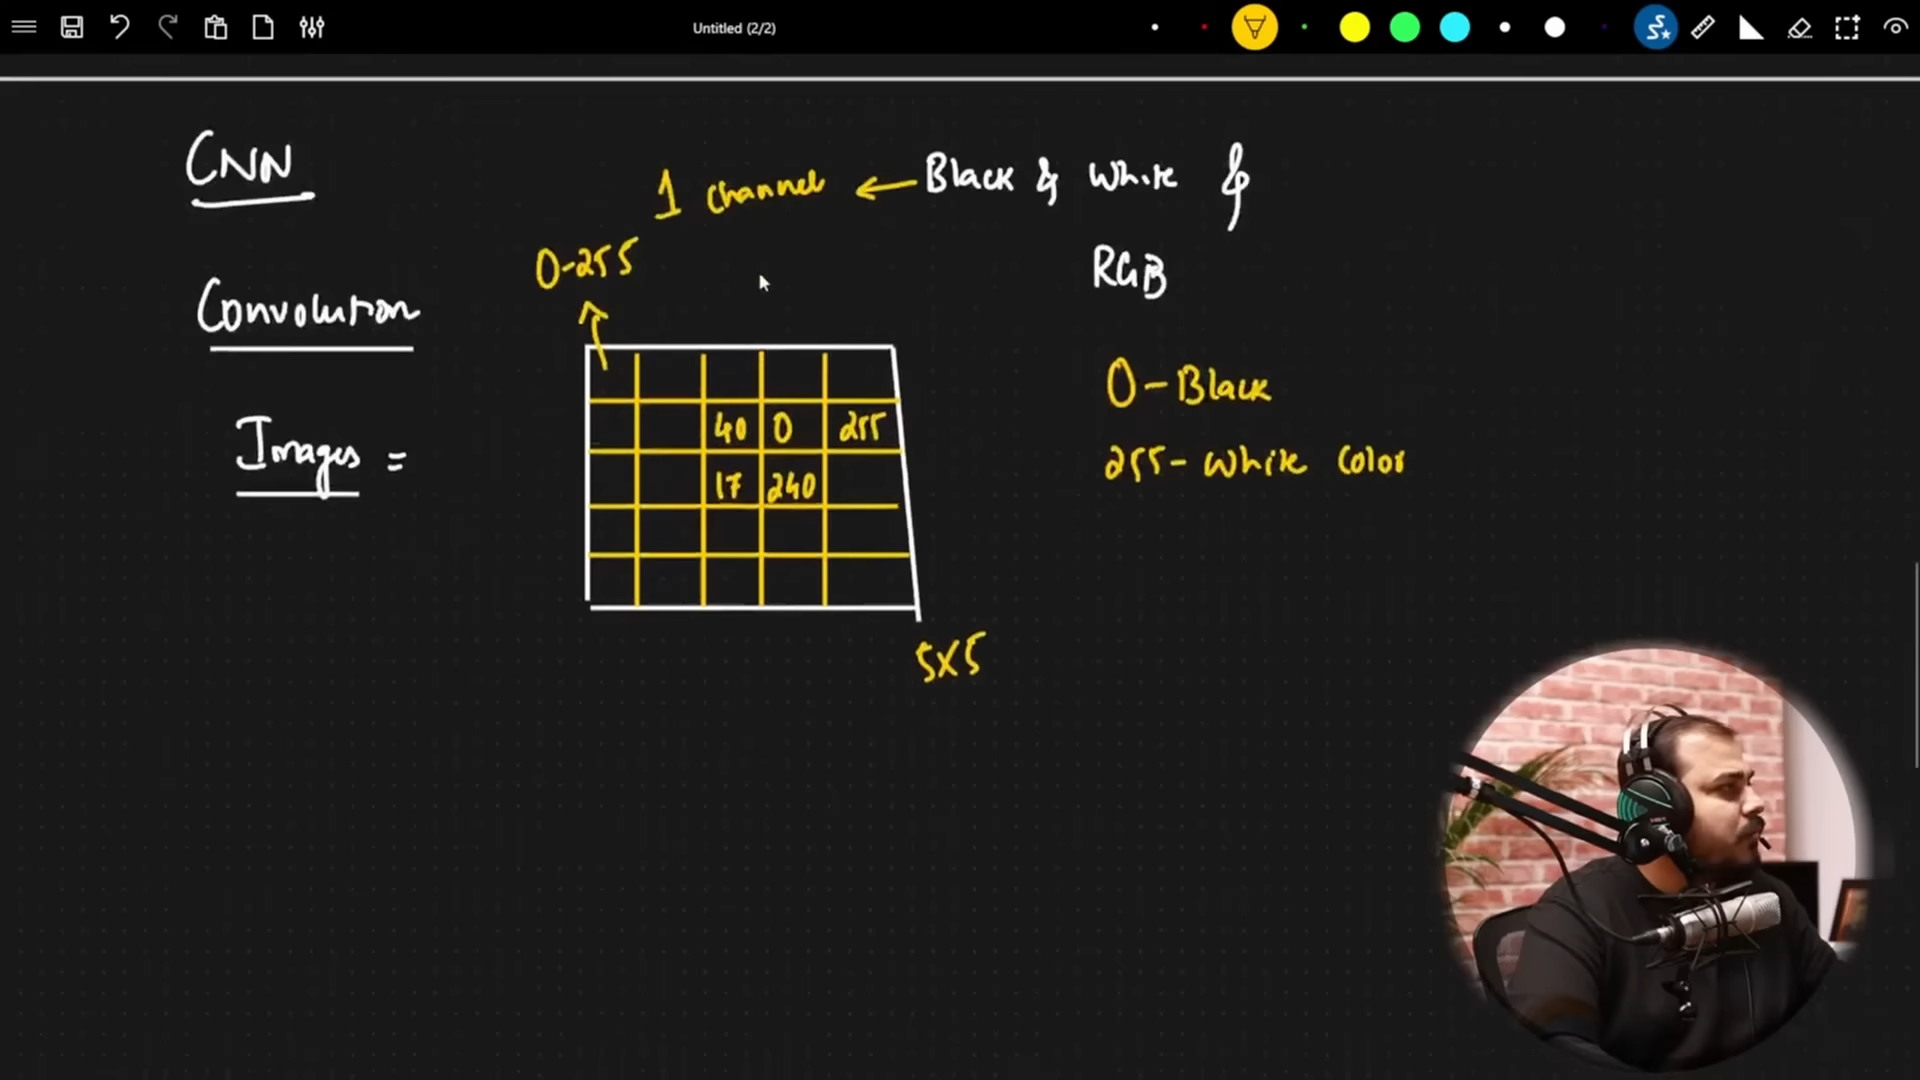 Untitled (2/2)
CNN
1 channel ← Black & White &
0-255
RGB
Convolution
0 - Black
40 0 255
Images =
255 - White Color
17 240
5X5